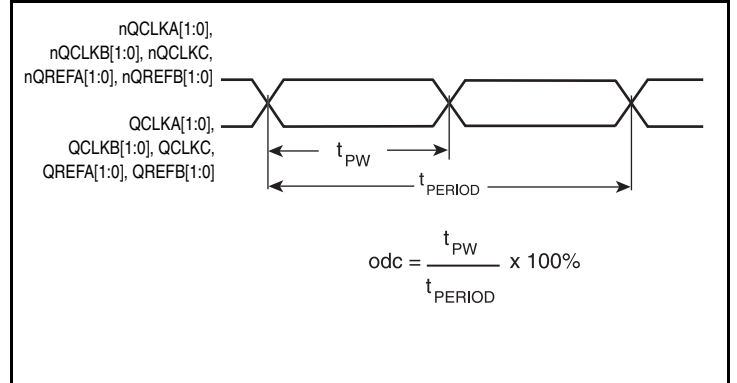 nQCLKA[1:0],
nQCLKB[1:0], nQCLKC,
nQREFA[1:0], nQREFB[1:0]
QCLKA[1:0],
QCLKB[1:0], QCLKC,
QREFA[1:0], QREFB[1:0]
tPW
tPERIOD
odc = tPW
x 100%
tPERIOD